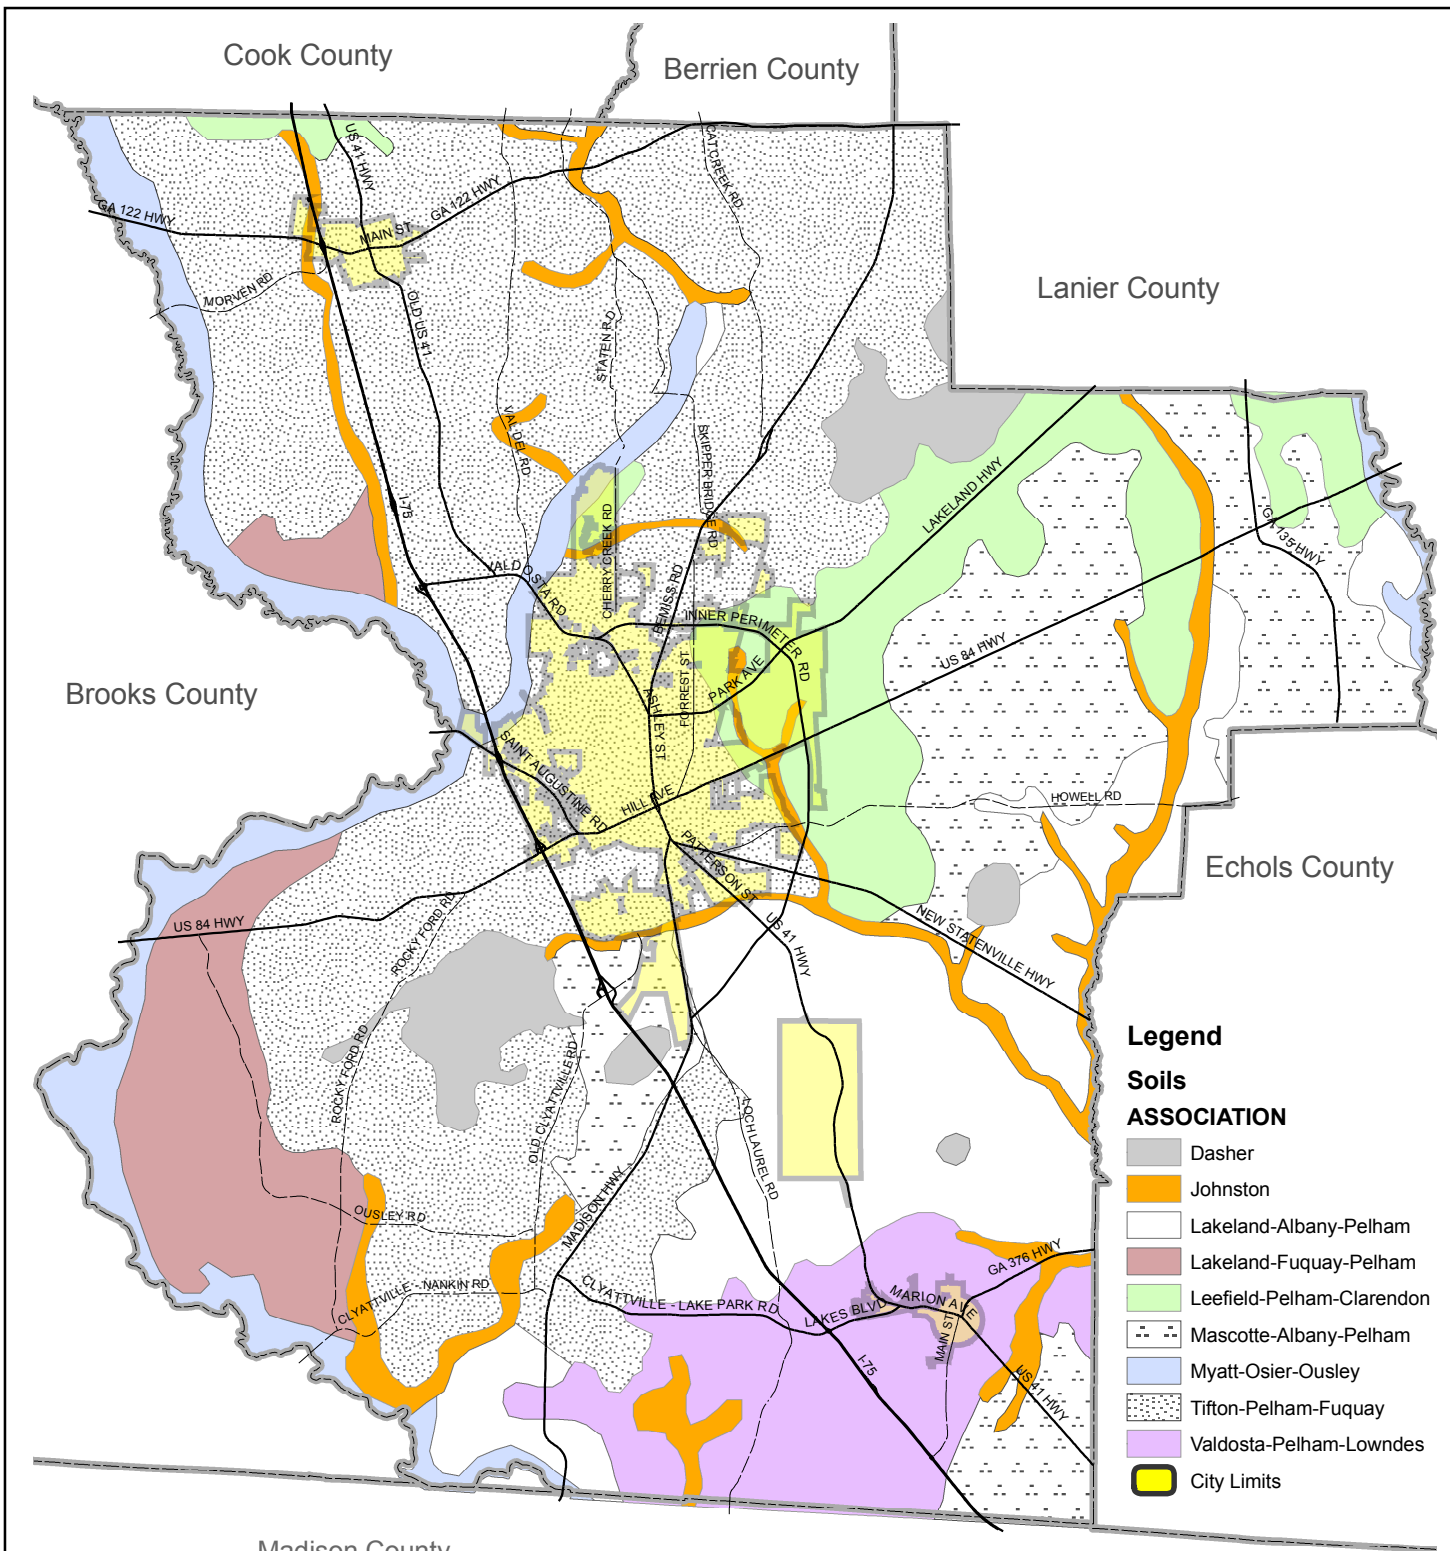 Cook County
Berrien County
Lanier County
Brooks County
Echols County
Madison County
US 41 HWY
CAT CREEK RD
GA 122 HWY
GA 122 HWY
MAIN ST
MORVEN RD
OLD US 41
STATEN RD
VAL DEL RD
SKIPPER BRIDGE RD
I-75
LAKELAND HWY
GA 135 HWY
CHERRY CREEK RD
VALDOSTA RD
BEMISS RD
INNER PERIMETER RD
US 84 HWY
FORREST ST
PARK AVE
ASHLEY ST
SAINT AUGUSTINE RD
HILL AVE
HOWELL RD
PATTERSON ST
US 84 HWY
ROCKY FORD RD
US 41 HWY
NEW STATENVILLE HWY
ROCKY FORD RD
OLD CLYATTVILLE RD
LOCH LAUREL RD
OUSLEY RD
MADISON HWY
CLYATTVILLE - NANKIN RD
CLYATTVILLE - LAKE PARK RD
LAKES BLVD
MARION AVE
GA 376 HWY
MAIN ST
I-75
US 41 HWY
Legend
Soils
ASSOCIATION
Dasher
Johnston
Lakeland-Albany-Pelham
Lakeland-Fuquay-Pelham
Leefield-Pelham-Clarendon
Mascotte-Albany-Pelham
Myatt-Osier-Ousley
Tifton-Pelham-Fuquay
Valdosta-Pelham-Lowndes
City Limits